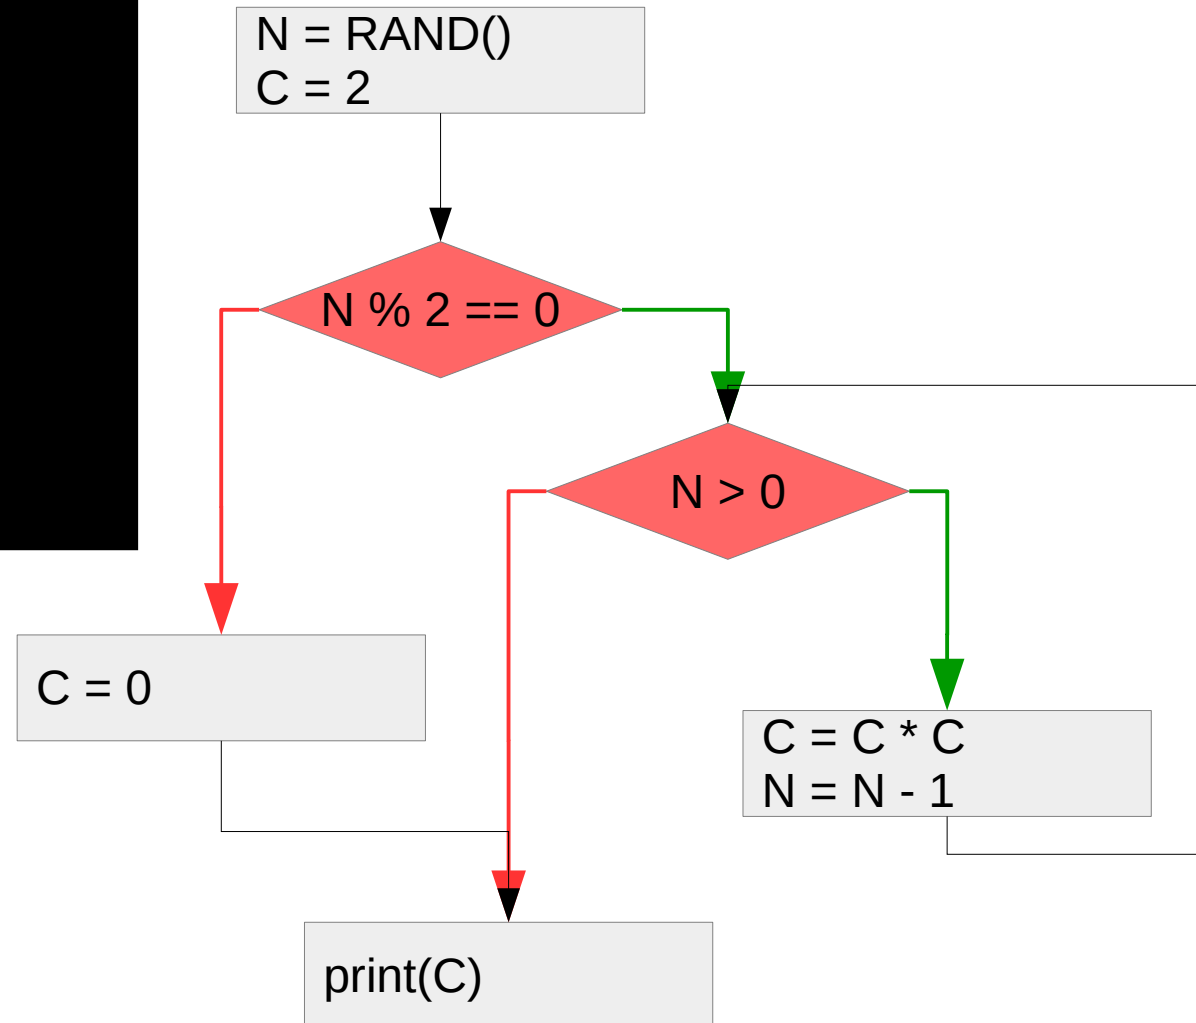 N = RAND()
C = 2
N % 2 == 0
N > 0
C = 0
C = C * C
N = N - 1
print(C)